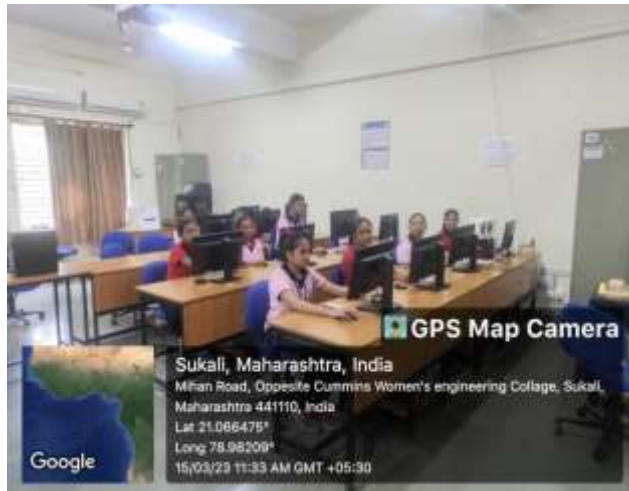 GPS Map Camera
Sukali, Maharashtra, India
Mihan Road, Oppesite Cummins Women's engineering Collage, Sukali,
Maharashtra 441110, India
Lat 21.066475°
Long 78.98209°
15/03/23 11:33 AM GMT +05:30
Google